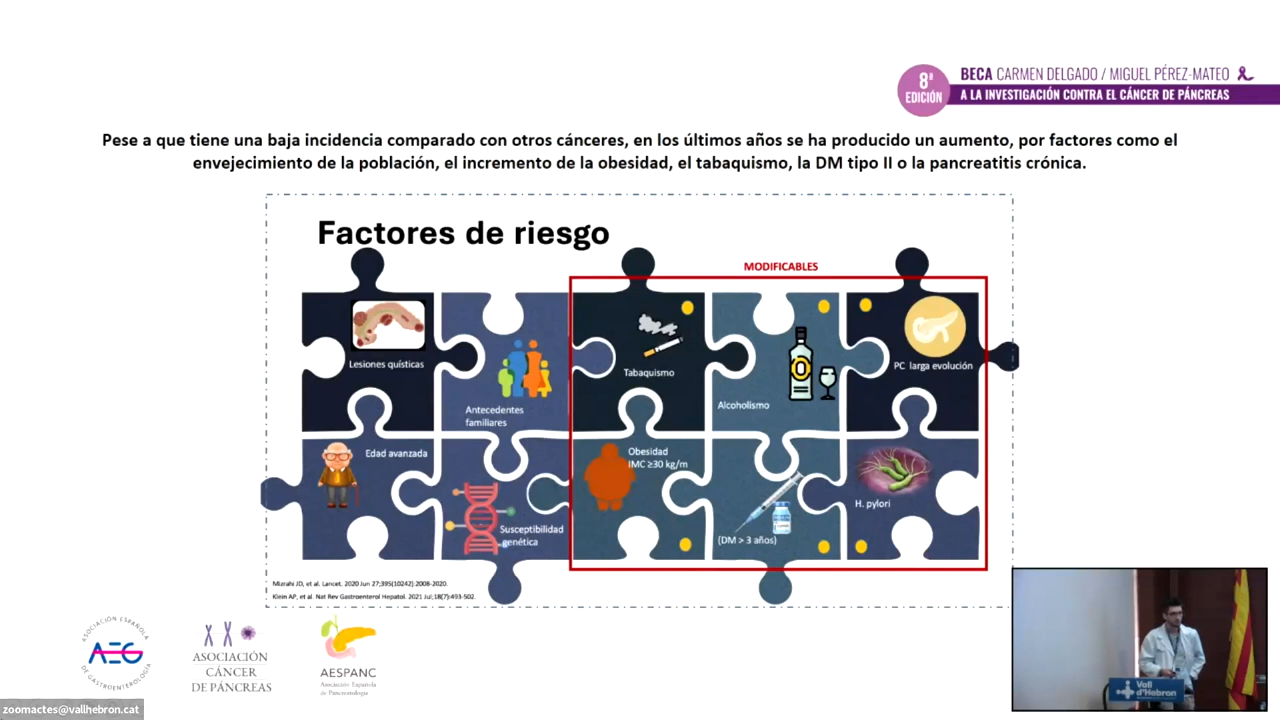 8ª
EDICIÓN
BECA CARMEN DELGADO / MIGUEL PÉREZ-MATEO
A LA INVESTIGACIÓN CONTRA EL CÁNCER DE PÁNCREAS
Pese a que tiene una baja incidencia comparado con otros cánceres, en los últimos años se ha producido un aumento, por factores como el
envejecimiento de la población, el incremento de la obesidad, el tabaquismo, la DM tipo II o la pancreatitis crónica.
Factores de riesgo
MODIFICABLES
Lesiones quísticas
Antecedentes
familiares
Tabaquismo
Alcoholismo
PC larga evolución
Edad avanzada
Susceptibilidad
genética
Obesidad
IMC ≥30 kg/m
(DM > 3 años)
H. pylori
Mizrahi JD, et al. Lancet. 2020 Jun 27;395(10242):2008-2020.
Klein AP, et al. Nat Rev Gastroenterol Hepatol. 2021 Jul;18(7):493-502.
ASOCIACIÓN ESPAÑOLA
AEG
DE GASTROENTEROLOGÍA
ASOCIACIÓN
CÁNCER
DE PÁNCREAS
AESPANC
Asociación Española
de Pancreatología
Vall
d'Hebron
zoomactes@vallhebron.cat